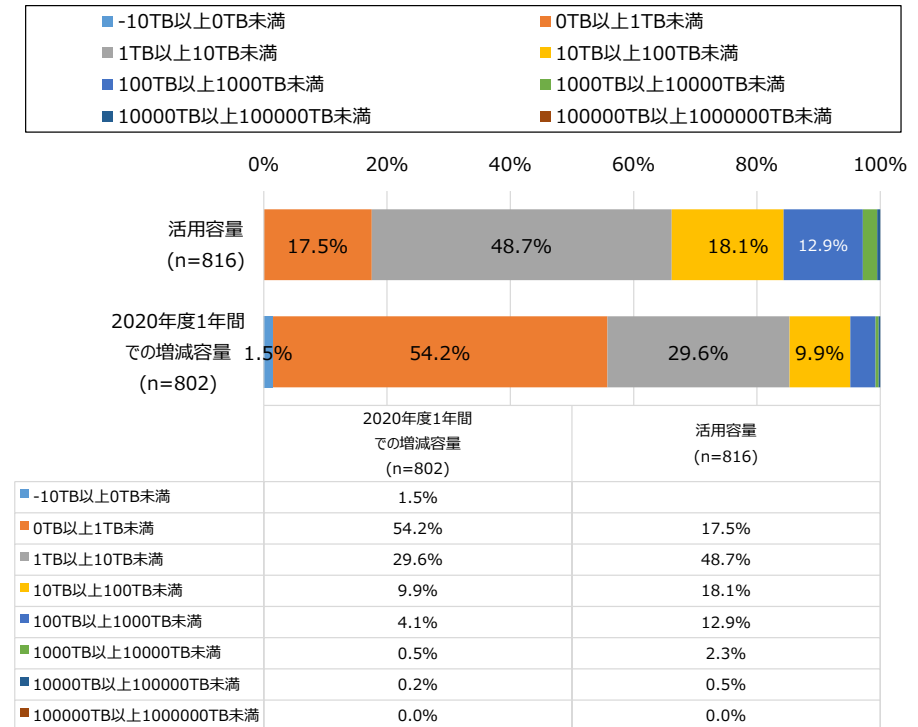 -10TB以上0TB未満 0TB以上1TB未満
1TB以上10TB未満 10TB以上100TB未満
100TB以上1000TB未満 1000TB以上10000TB未満
10000TB以上100000TB未満 100000TB以上1000000TB未満
0% 20% 40% 60% 80% 100%
活用容量
(n=816)
17.5% 48.7% 18.1% 12.9%
2020年度1年間
での増減容量
(n=802)
1.5% 54.2% 29.6% 9.9%
2020年度1年間
での増減容量
(n=802)
活用容量
(n=816)
-10TB以上0TB未満 1.5%
0TB以上1TB未満 54.2% 17.5%
1TB以上10TB未満 29.6% 48.7%
10TB以上100TB未満 9.9% 18.1%
100TB以上1000TB未満 4.1% 12.9%
1000TB以上10000TB未満 0.5% 2.3%
10000TB以上100000TB未満 0.2% 0.5%
100000TB以上1000000TB未満 0.0% 0.0%